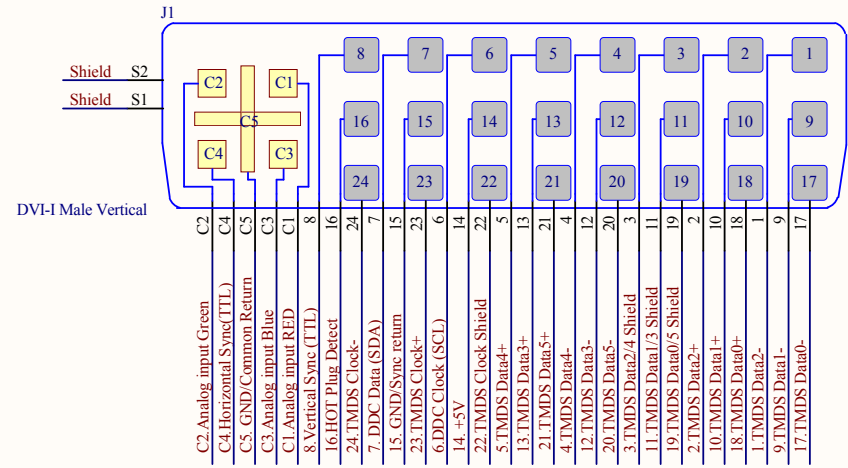 J1
Shield S2
Shield S1
C2 C1 8 7 6 5 4 3 2 1
C5 16 15 14 13 12 11 10 9
C4 C3 24 23 22 21 20 19 18 17
DVI-I Male Vertical
C2 C4 C5 C3 C1 8 16 24 7 15 23 6 14 22 5 13 21 4 12 20 3 11 19 2 10 18 1 9 17
C2.Analog input Green
C4.Horizontal Sync(TTL)
C5. GND/Common Return
C3.Analog input Blue
C1.Analog input RED
8.Vertical Sync (TTL)
16.HOT Plug Detect
24.TMDS Clock-
7. DDC Data (SDA)
15. GND/Sync return
23.TMDS Clock+
6.DDC Clock (SCL)
14. +5V
22.TMDS Clock Shield
5.TMDS Data4+
13.TMDS Data3+
21.TMDS Data5+
4.TMDS Data4-
12.TMDS Data3-
20.TMDS Data5-
3.TMDS Data2/4 Shield
11.TMDS Data1/3 Shield
19.TMDS Data0/5 Shield
2.TMDS Data2+
10.TMDS Data1+
18.TMDS Data0+
1.TMDS Data2-
9.TMDS Data1-
17.TMDS Data0-